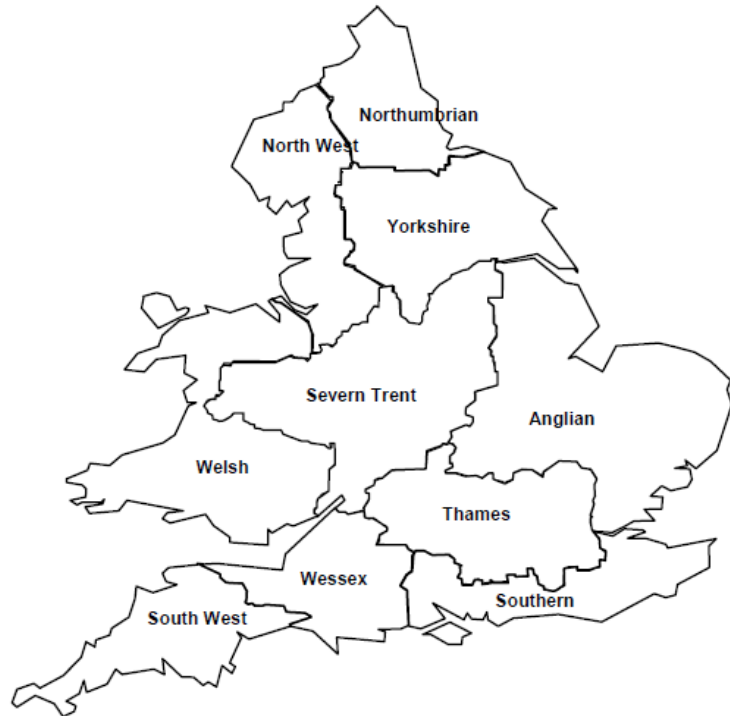 Northumbrian
North West
Yorkshire
Severn Trent
Anglian
Welsh
Thames
Wessex
Southern
South West